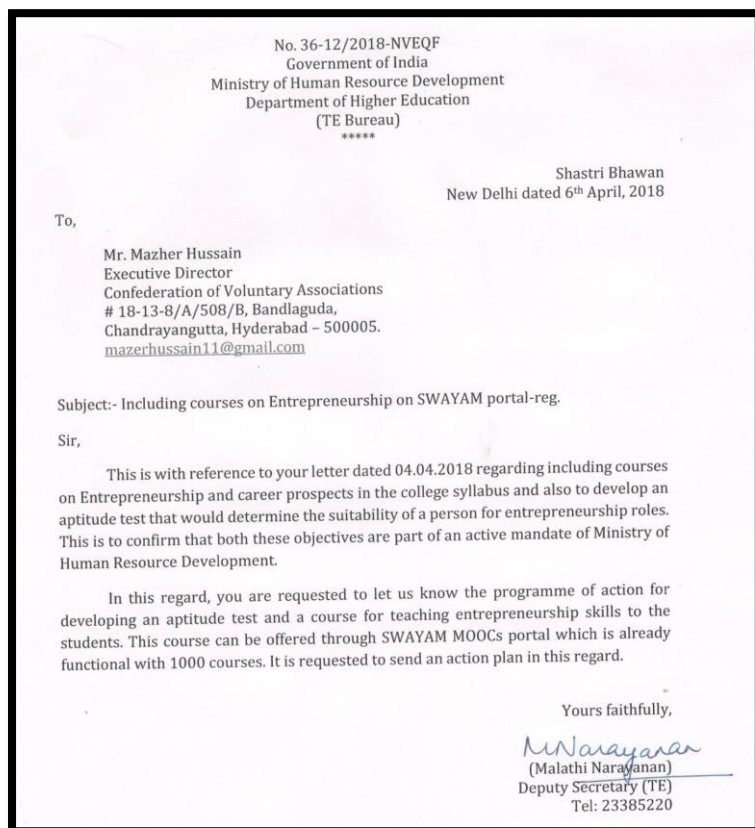 No. 36-12/2018-NVEQF
Government of India
Ministry of Human Resource Development
Department of Higher Education
(TE Bureau)
*****
Shastri Bhawan
New Delhi dated 6th April, 2018
To,
Mr. Mazher Hussain
Executive Director
Confederation of Voluntary Associations
# 18-13-8/A/508/B, Bandlaguda,
Chandrayangutta, Hyderabad – 500005.
mazerhussain11@gmail.com
Subject:- Including courses on Entrepreneurship on SWAYAM portal-reg.
Sir,
This is with reference to your letter dated 04.04.2018 regarding including courses
on Entrepreneurship and career prospects in the college syllabus and also to develop an
aptitude test that would determine the suitability of a person for entrepreneurship roles.
This is to confirm that both these objectives are part of an active mandate of Ministry of
Human Resource Development.
In this regard, you are requested to let us know the programme of action for
developing an aptitude test and a course for teaching entrepreneurship skills to the
students. This course can be offered through SWAYAM MOOCs portal which is already
functional with 1000 courses. It is requested to send an action plan in this regard.
Yours faithfully,
MNarayanan
(Malathi Narayanan)
Deputy Secretary (TE)
Tel: 23385220